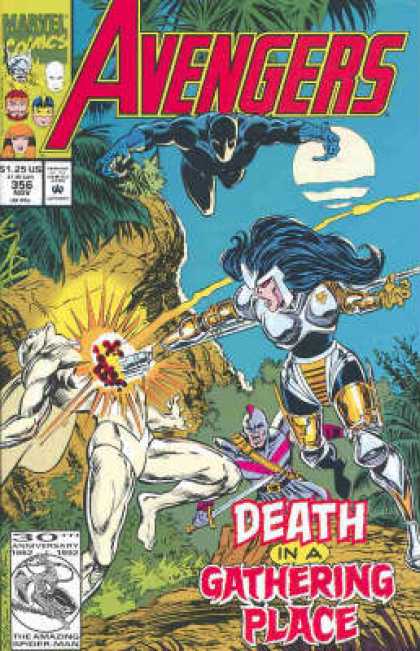 MARVEL
COMICS
AVENGERS
$1.25 US
356
NOV
DEATH
IN A
GATHERING
PLACE
30TH
ANNIVERSARY
1962 1992
THE AMAZING
SPIDER-MAN